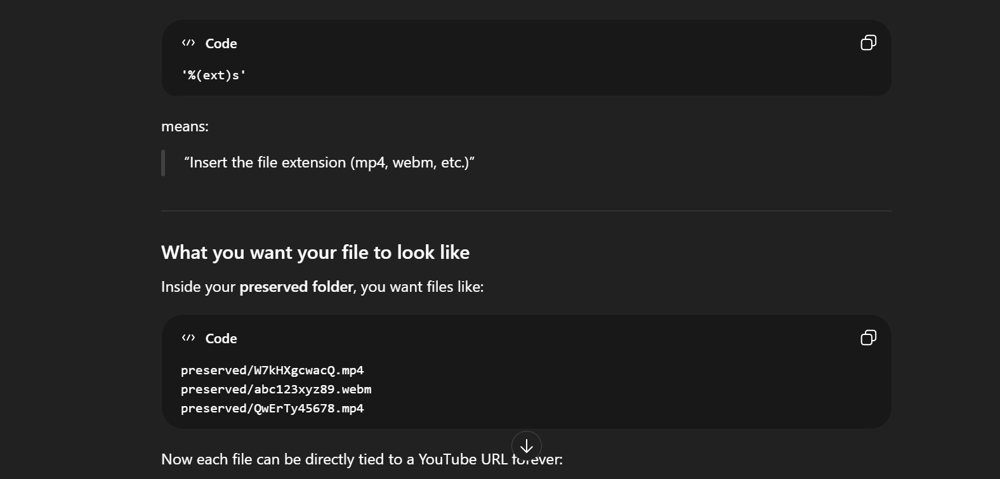 Code
'%(ext)s'
means:
“Insert the file extension (mp4, webm, etc.)”
What you want your file to look like
Inside your preserved folder, you want files like:
Code
preserved/W7kHXgcwacQ.mp4
preserved/abc123xyz89.webm
preserved/QwErTy45678.mp4
Now each file can be directly tied to a YouTube URL forever: